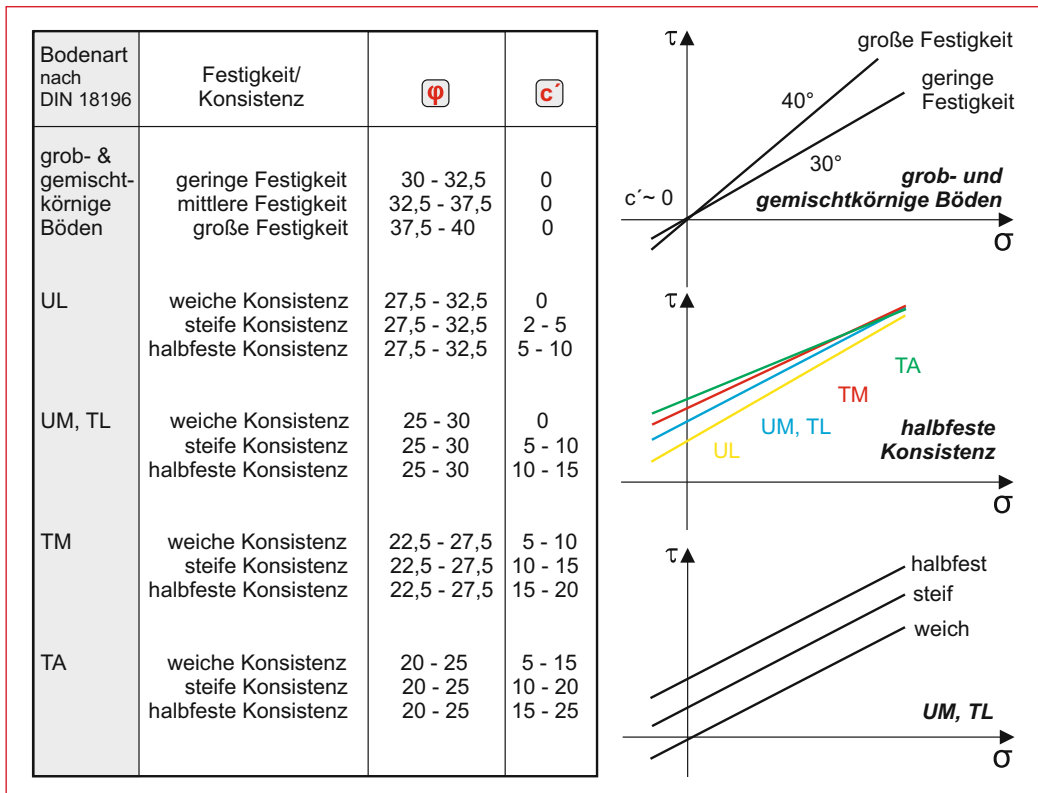 Bodenart
nach
DIN 18196
Festigkeit/
Konsistenz
φ
c´
grob- &
gemischt-
körnige
Böden
geringe Festigkeit 30 - 32,5 0
mittlere Festigkeit 32,5 - 37,5 0
große Festigkeit 37,5 - 40 0
UL weiche Konsistenz 27,5 - 32,5 0
steife Konsistenz 27,5 - 32,5 2 - 5
halbfeste Konsistenz 27,5 - 32,5 5 - 10
UM, TL weiche Konsistenz 25 - 30 0
steife Konsistenz 25 - 30 5 - 10
halbfeste Konsistenz 25 - 30 10 - 15
TM weiche Konsistenz 22,5 - 27,5 5 - 10
steife Konsistenz 22,5 - 27,5 10 - 15
halbfeste Konsistenz 22,5 - 27,5 15 - 20
TA weiche Konsistenz 20 - 25 5 - 15
steife Konsistenz 20 - 25 10 - 20
halbfeste Konsistenz 20 - 25 15 - 25
τ
große Festigkeit
geringe
Festigkeit
40°
30°
c´~ 0
grob- und
gemischtkörnige Böden
σ
τ
TA
TM
UM, TL
UL
halbfeste
Konsistenz
σ
τ
halbfest
steif
weich
UM, TL
σ